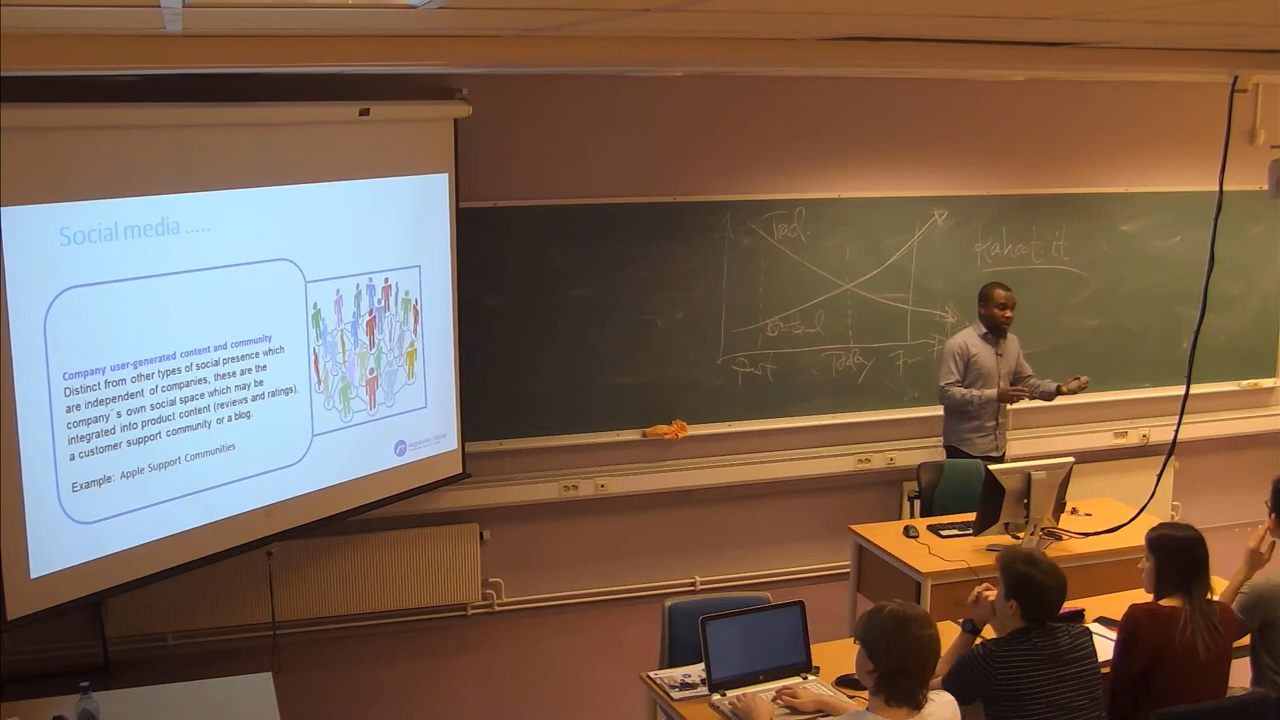 Social media .....
Company user-generated content and community
Distinct from other types of social presence which
are independent of companies, these are the
company´s own social space which may be
integrated into product content (reviews and ratings),
a customer support community or a blog.
Example: Apple Support Communities
Trad.
kahoot.it
Past
Today